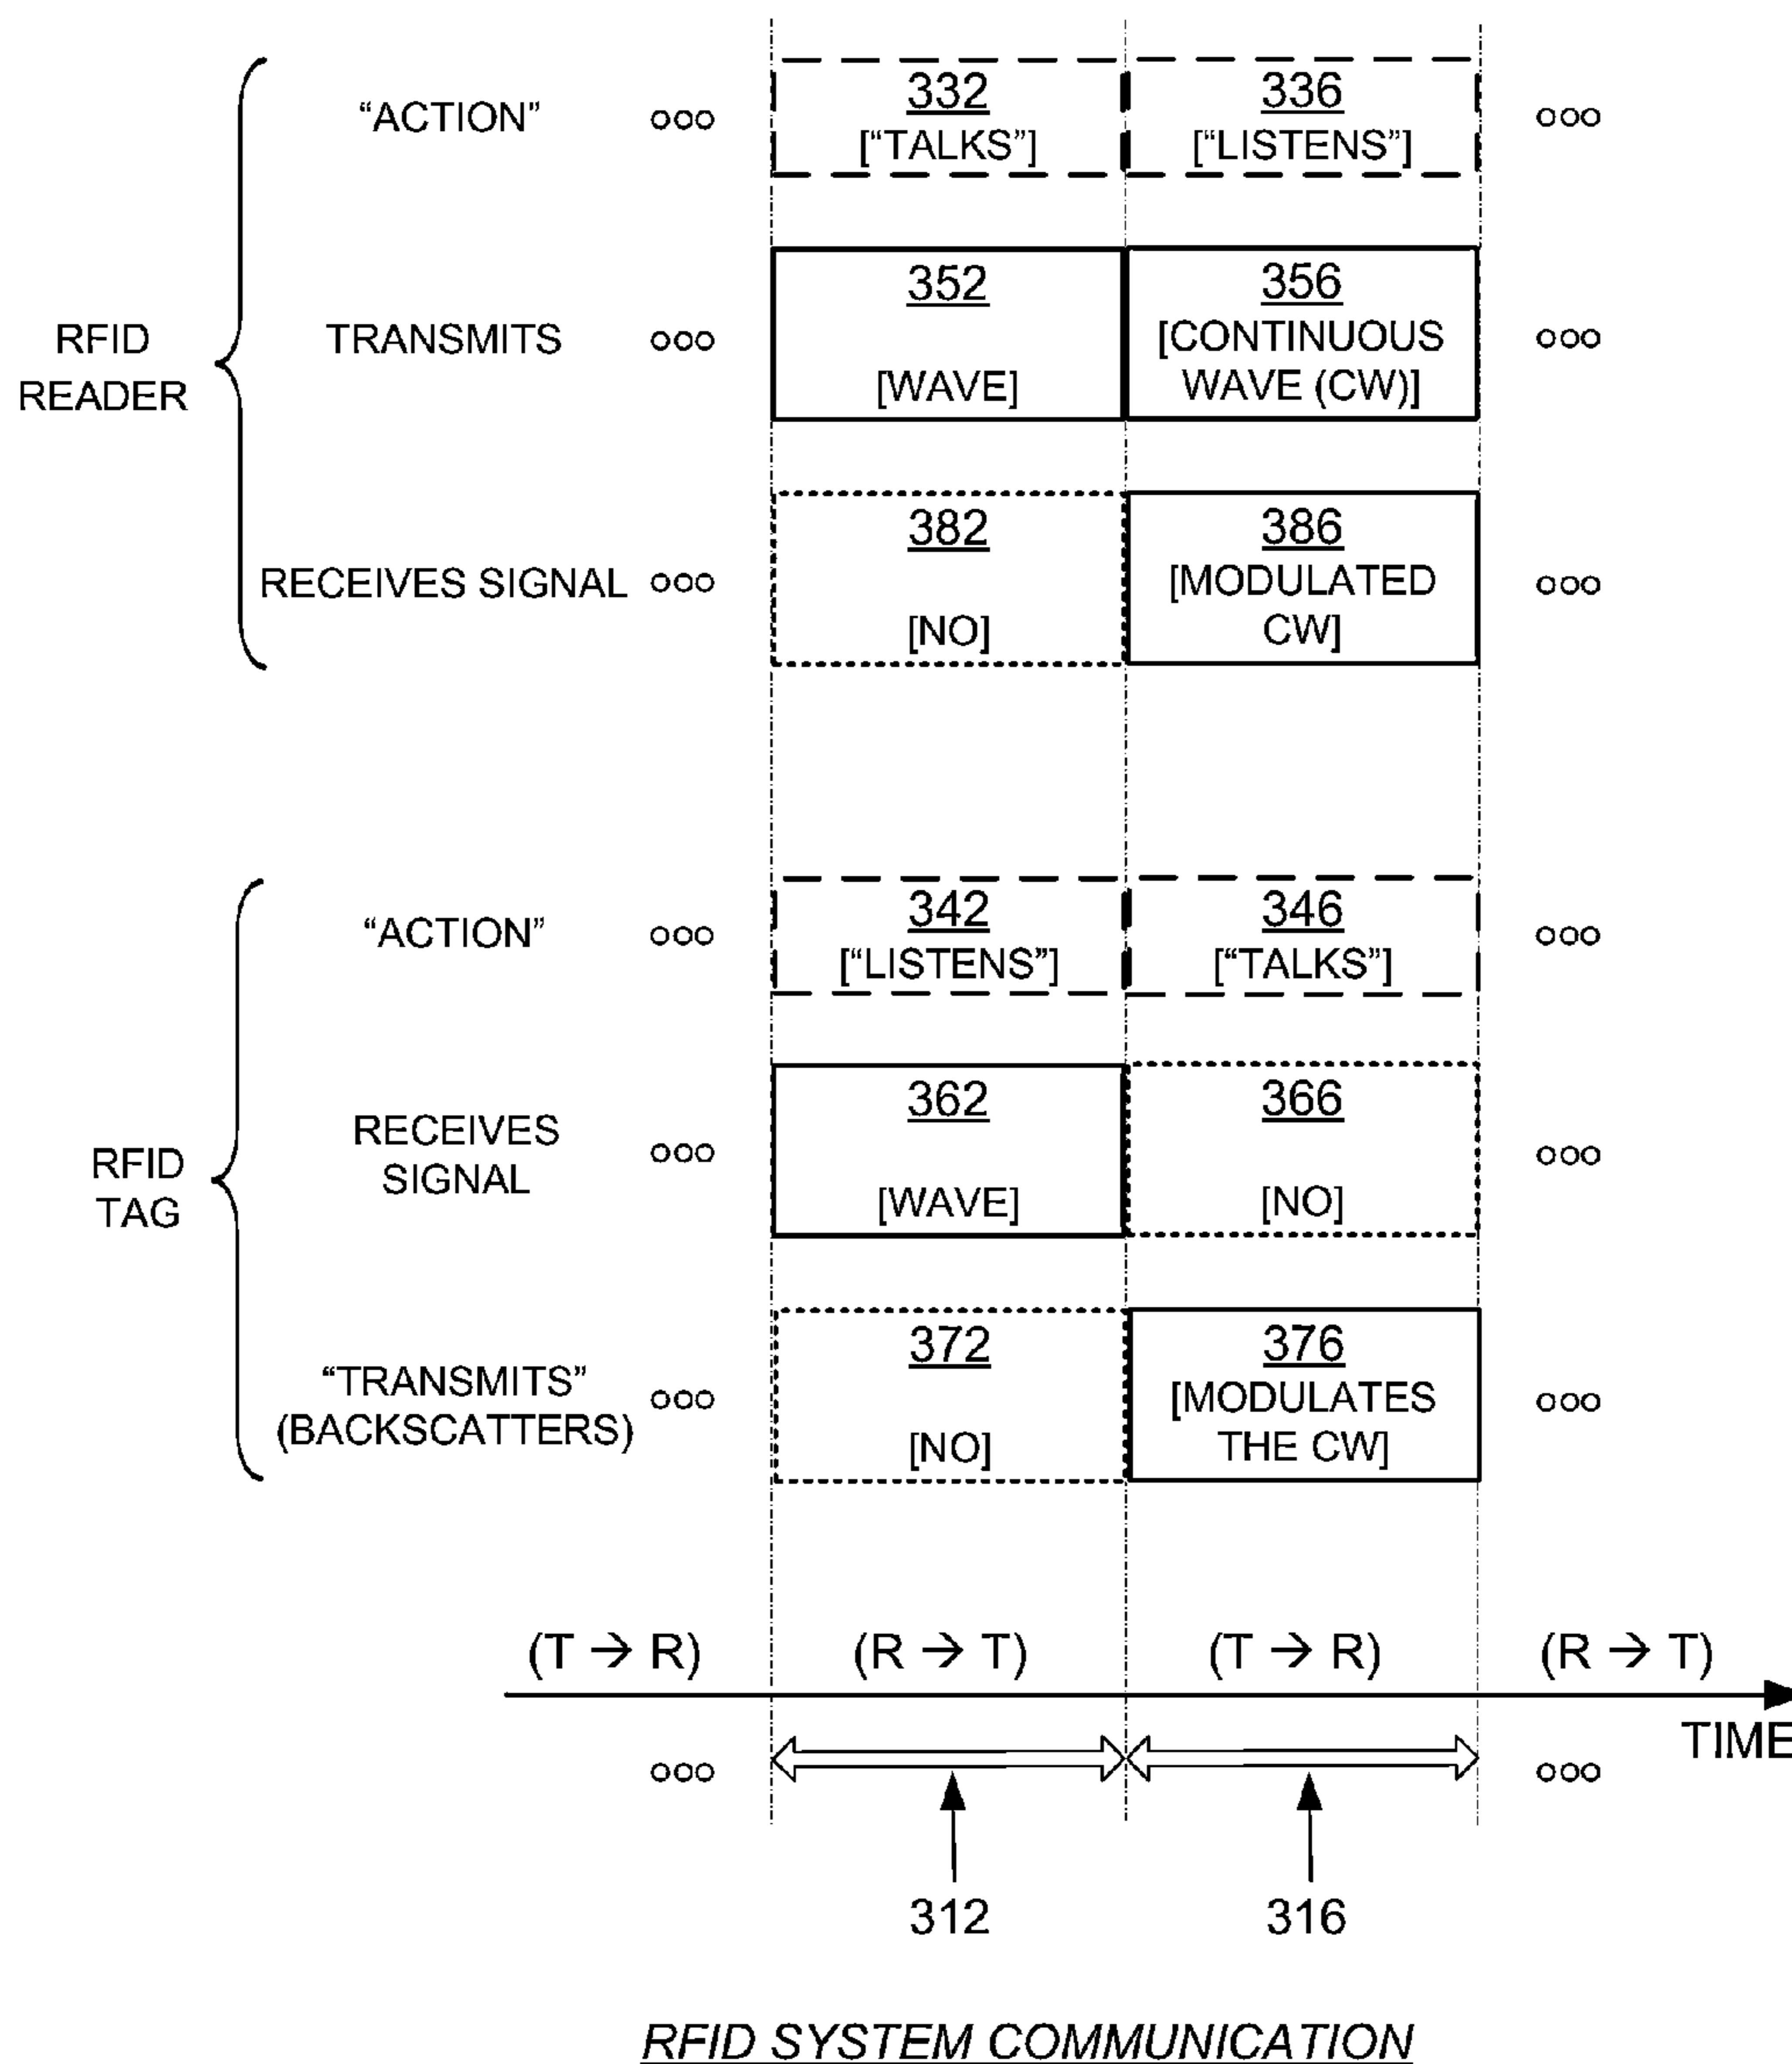 “ACTION” ooo 332 336 ooo
[“TALKS”] [“LISTENS”]
RFID
READER
TRANSMITS ooo 352 356 ooo
[CONTINUOUS
[WAVE] WAVE (CW)]
RECEIVES SIGNAL ooo 382 386 ooo
[MODULATED
[NO] CW]
“ACTION” ooo 342 346 ooo
[“LISTENS”] [“TALKS”]
RFID
TAG
RECEIVES
SIGNAL
ooo 362 366 ooo
[WAVE] [NO]
“TRANSMITS”
(BACKSCATTERS)
ooo 372 376 ooo
[MODULATES
[NO] THE CW]
(T → R) (R → T) (T → R) (R → T)
TIME
ooo ooo
312 316
RFID SYSTEM COMMUNICATION